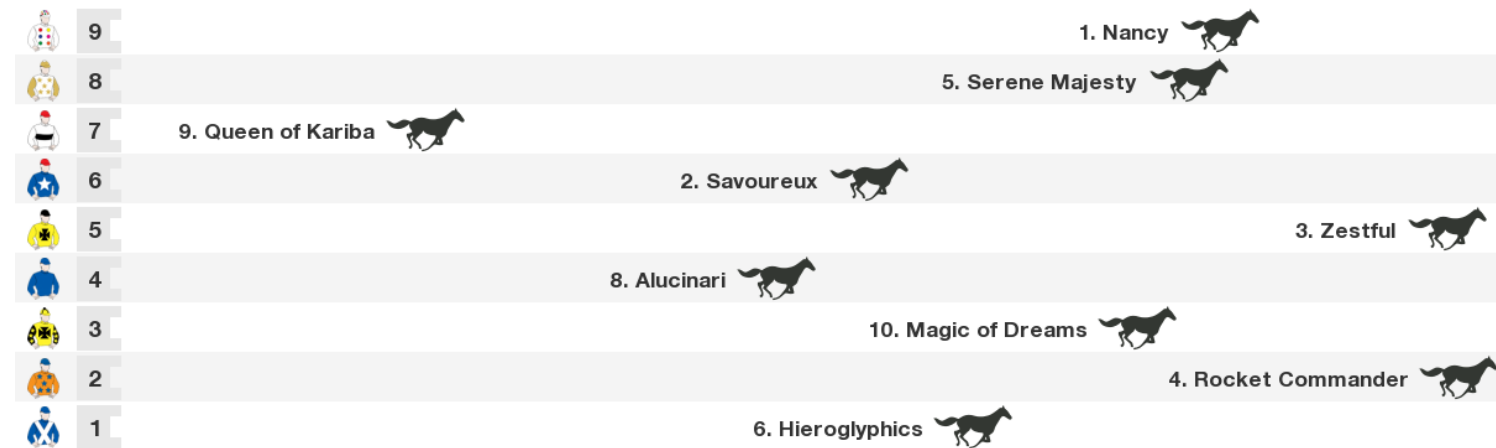 9 1. Nancy
8 5. Serene Majesty
7 9. Queen of Kariba
6 2. Savoureux
5 3. Zestful
4 8. Alucinari
3 10. Magic of Dreams
2 4. Rocket Commander
1 6. Hieroglyphics